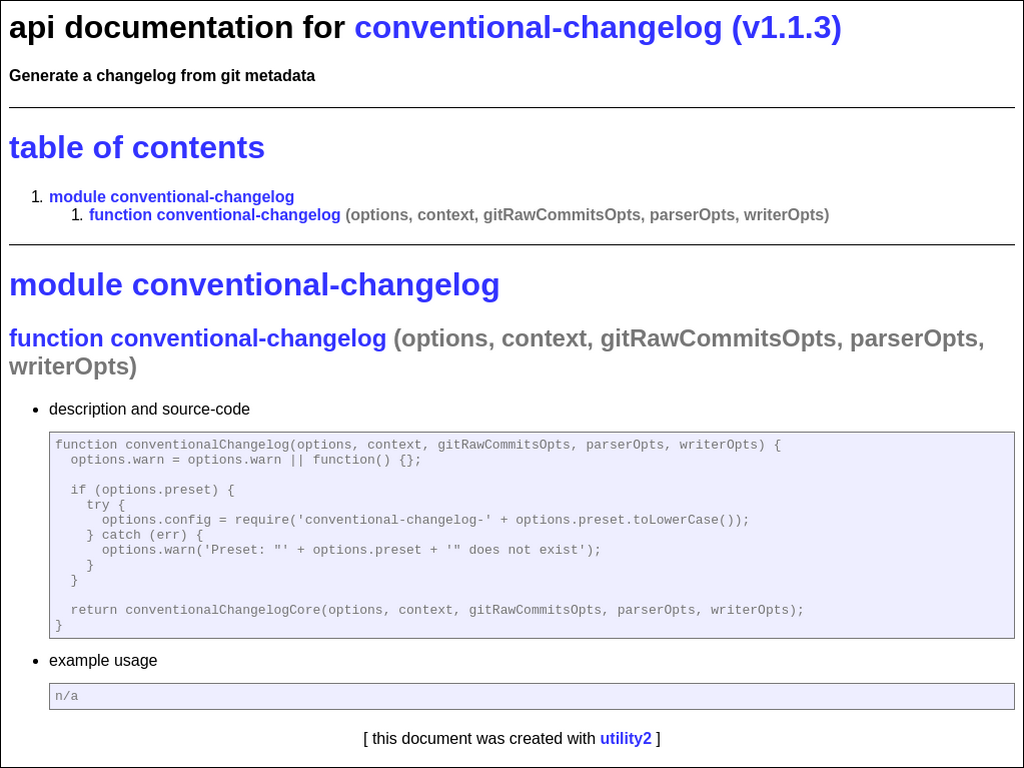 api documentation for conventional-changelog (v1.1.3)
Generate a changelog from git metadata
table of contents
1. module conventional-changelog
1. function conventional-changelog (options, context, gitRawCommitsOpts, parserOpts, writerOpts)
module conventional-changelog
function conventional-changelog (options, context, gitRawCommitsOpts, parserOpts,
writerOpts)
• description and source-code
function conventionalChangelog(options, context, gitRawCommitsOpts, parserOpts, writerOpts) {
  options.warn = options.warn || function() {};
  if (options.preset) {
    try {
      options.config = require('conventional-changelog-' + options.preset.toLowerCase());
    } catch (err) {
      options.warn('Preset: "' + options.preset + '" does not exist');
    }
  }
  return conventionalChangelogCore(options, context, gitRawCommitsOpts, parserOpts, writerOpts);
}
• example usage
n/a
[ this document was created with utility2 ]